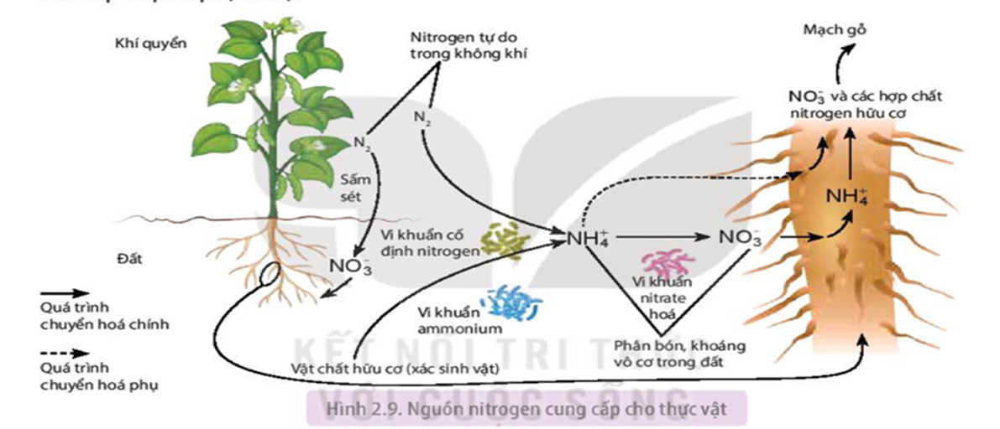 Khí quyển
Nitrogen tự do
trong không khí
Mạch gỗ
NO₃⁻ và các hợp chất
nitrogen hữu cơ
N₂
N₂
Sấm
sét
NH₄⁺
Vi khuẩn cố
định nitrogen
NH₄⁺
NO₃⁻
Đất
NO₃⁻
Vi khuẩn
nitrate
hoá
Quá trình
chuyển hoá chính
Vi khuẩn
ammonium
Phân bón, khoáng
vô cơ trong đất
Quá trình
chuyển hoá phụ
Vật chất hữu cơ (xác sinh vật)
KẾT NỐI TRI THỨC
VỚI CUỘC SỐNG
Hình 2.9. Nguồn nitrogen cung cấp cho thực vật